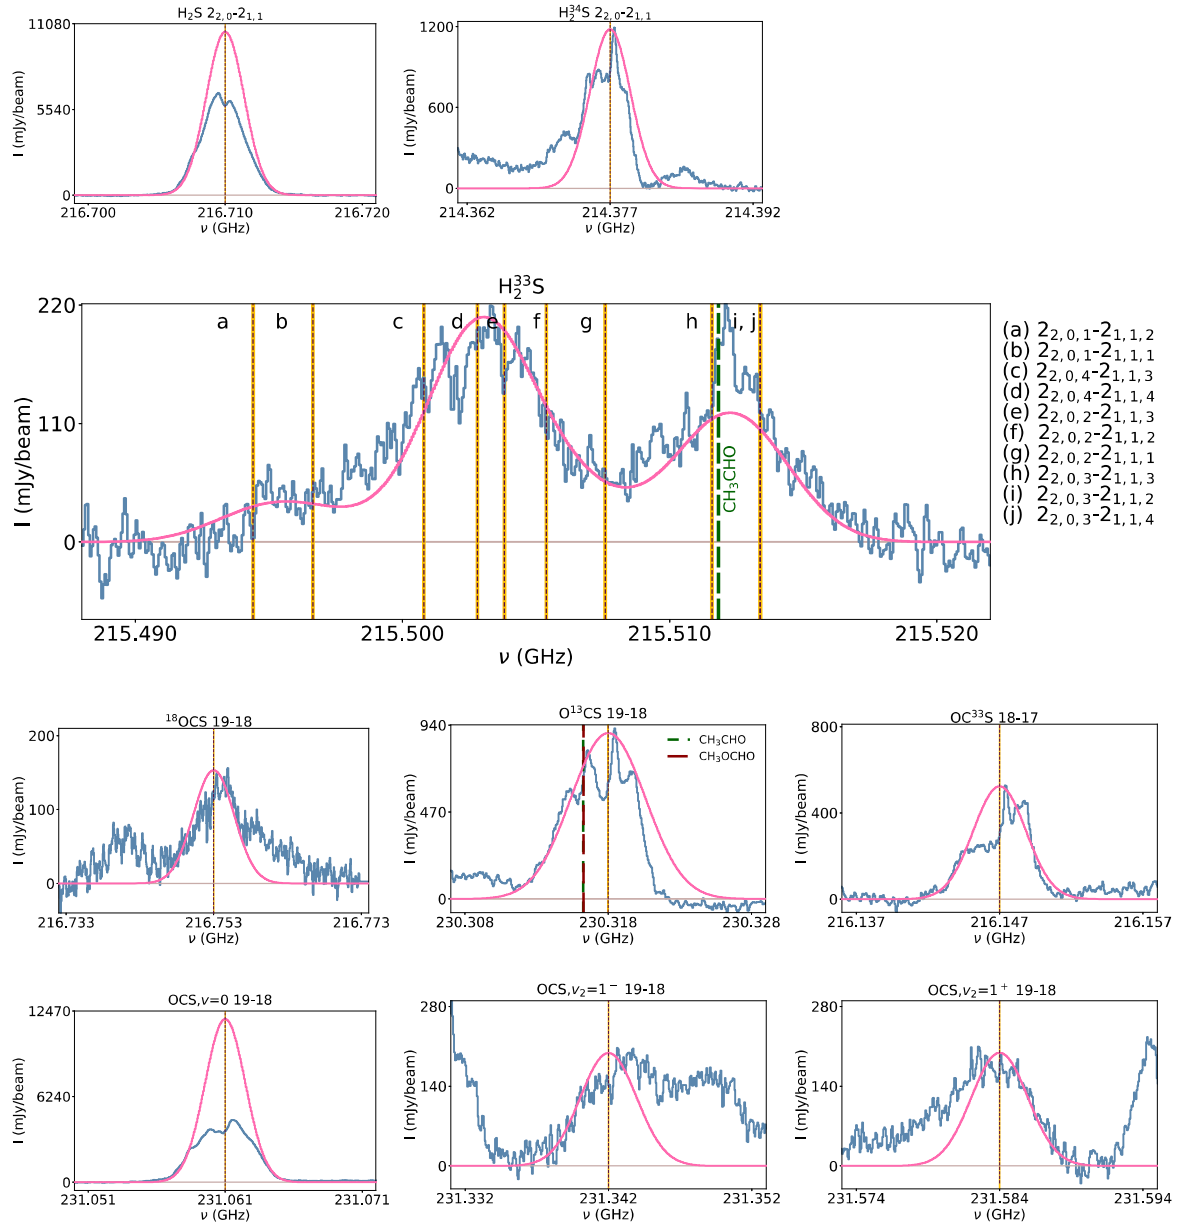 H₂S 2₂,₀-2₁,₁
11080
5540
0
I (mJy/beam)
216.700 216.710 216.720
ν (GHz)
H₂³⁴S 2₂,₀-2₁,₁
1200
600
0
I (mJy/beam)
214.362 214.377 214.392
ν (GHz)
H₂³³S
220
110
0
I (mJy/beam)
a b c d e f g h i, j
CH₃CHO
215.490 215.500 215.510 215.520
ν (GHz)
(a) 2₂,₀,₁-2₁,₁,₂
(b) 2₂,₀,₁-2₁,₁,₁
(c) 2₂,₀,₄-2₁,₁,₃
(d) 2₂,₀,₄-2₁,₁,₄
(e) 2₂,₀,₂-2₁,₁,₃
(f) 2₂,₀,₂-2₁,₁,₂
(g) 2₂,₀,₂-2₁,₁,₁
(h) 2₂,₀,₃-2₁,₁,₃
(i) 2₂,₀,₃-2₁,₁,₂
(j) 2₂,₀,₃-2₁,₁,₄
¹⁸OCS 19-18
200
100
0
I (mJy/beam)
216.733 216.753 216.773
ν (GHz)
O¹³CS 19-18
940
470
0
I (mJy/beam)
CH₃CHO
CH₃OCHO
230.308 230.318 230.328
ν (GHz)
OC³³S 18-17
800
400
0
I (mJy/beam)
216.137 216.147 216.157
ν (GHz)
OCS,ν=0 19-18
12470
6240
0
I (mJy/beam)
231.051 231.061 231.071
ν (GHz)
OCS,ν₂=1⁻ 19-18
280
140
0
I (mJy/beam)
231.332 231.342 231.352
ν (GHz)
OCS,ν₂=1⁺ 19-18
280
140
0
I (mJy/beam)
231.574 231.584 231.594
ν (GHz)